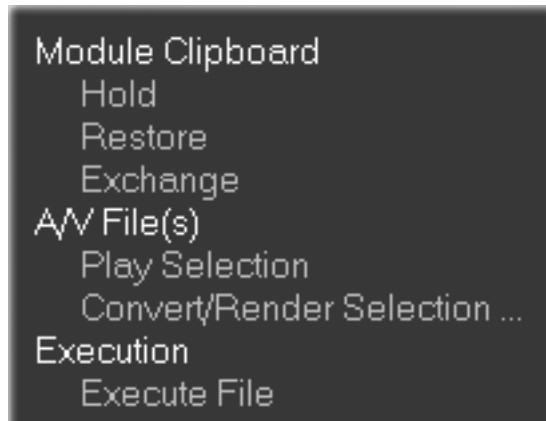 Module Clipboard
Hold
Restore
Exchange
A/V File(s)
Play Selection
Convert/Render Selection ...
Execution
Execute File